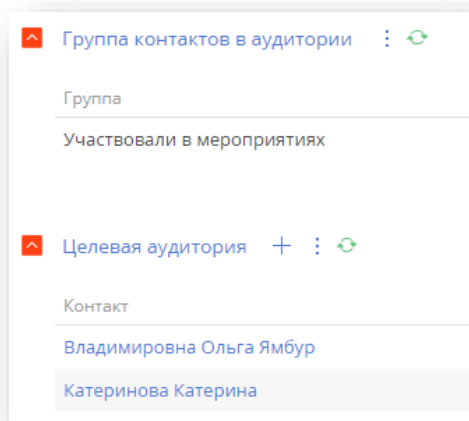 Группа контактов в аудитории
Группа
Участвовали в мероприятиях
Целевая аудитория
Контакт
Владимировна Ольга Ямбур
Катеринова Катерина